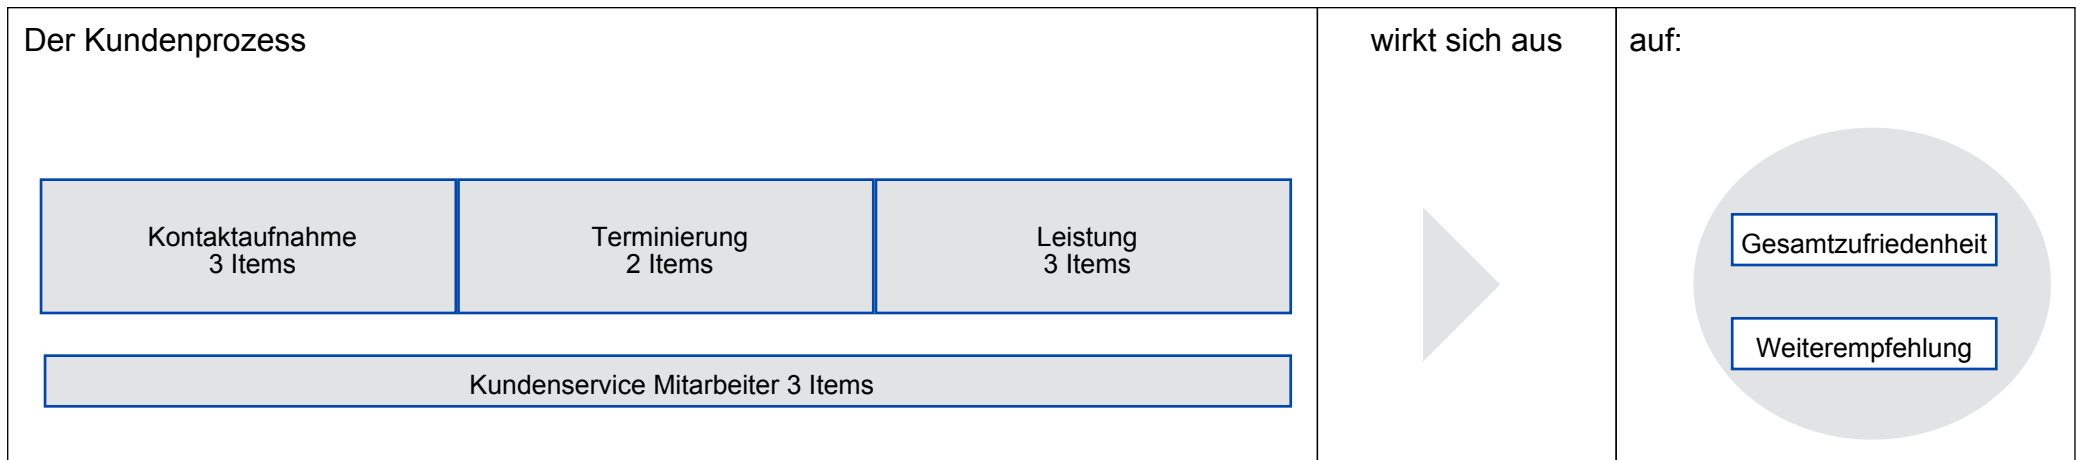 Der Kundenprozess
wirkt sich aus
auf:
Kontaktaufnahme
3 Items
Terminierung
2 Items
Leistung
3 Items
Kundenservice Mitarbeiter 3 Items
Gesamtzufriedenheit
Weiterempfehlung